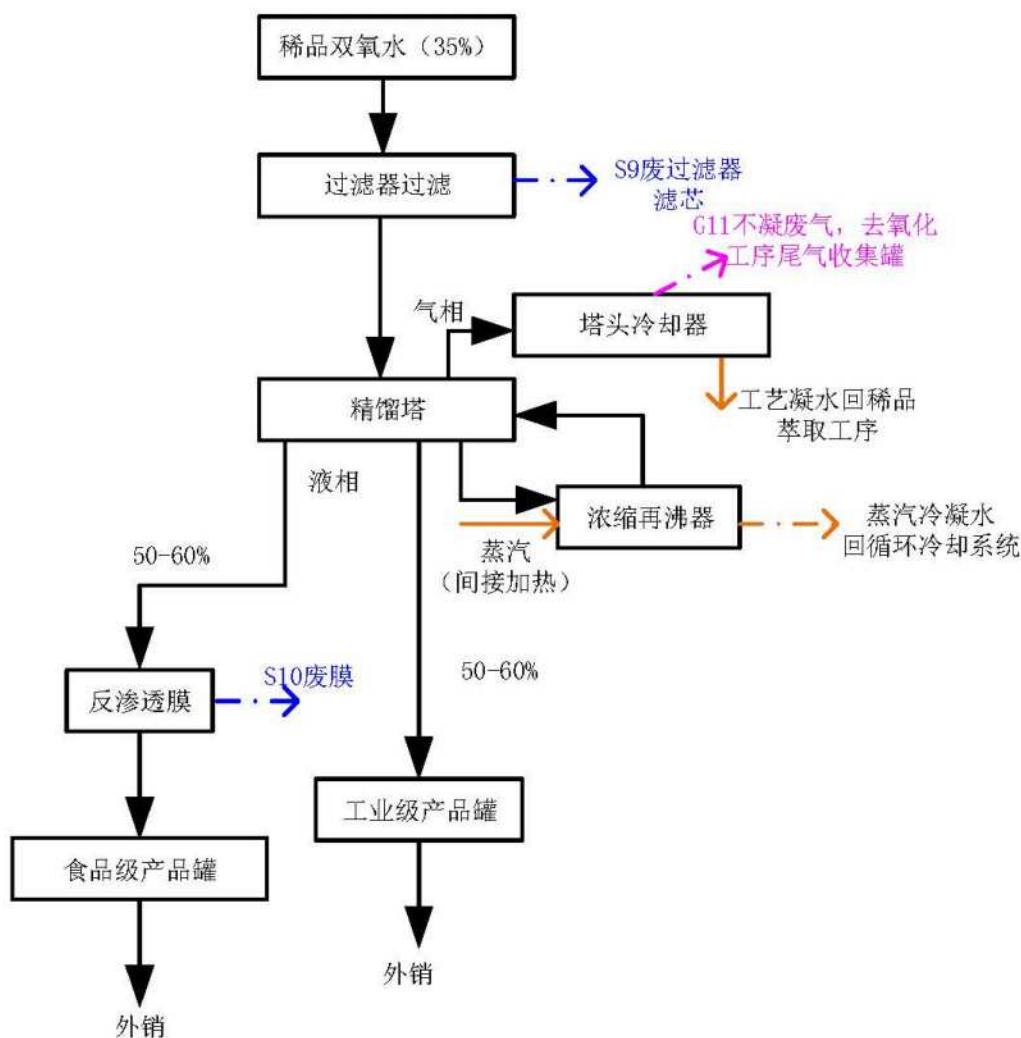 稀品双氧水（35%）
过滤器过滤
S9废过滤器
滤芯
G11不凝废气，去氧化
工序尾气收集罐
气相
塔头冷却器
精馏塔
工艺凝水回稀品
萃取工序
液相
浓缩再沸器
蒸汽冷凝水
回循环冷却系统
蒸汽
（间接加热）
50-60%
50-60%
S10废膜
反渗透膜
工业级产品罐
食品级产品罐
外销
外销